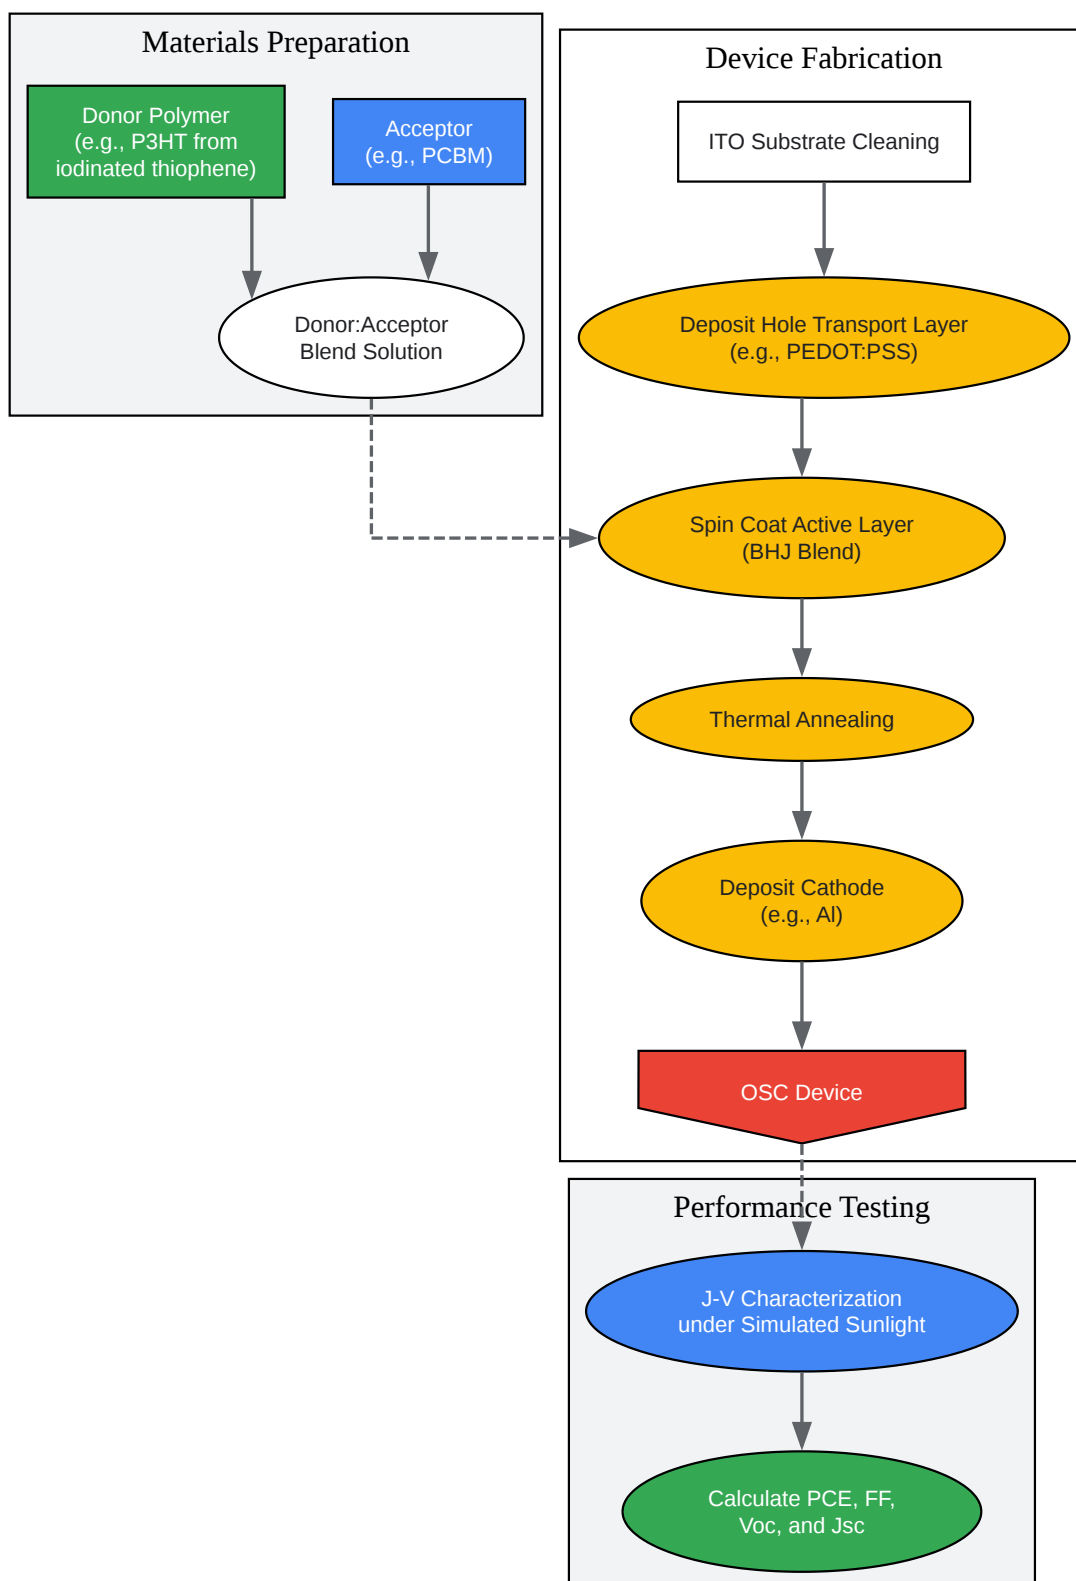 Materials Preparation
Donor Polymer
(e.g., P3HT from
iodinated thiophene)
Acceptor
(e.g., PCBM)
Donor:Acceptor
Blend Solution
Device Fabrication
ITO Substrate Cleaning
Deposit Hole Transport Layer
(e.g., PEDOT:PSS)
Spin Coat Active Layer
(BHJ Blend)
Thermal Annealing
Deposit Cathode
(e.g., Al)
OSC Device
Performance Testing
J-V Characterization
under Simulated Sunlight
Calculate PCE, FF,
Voc, and Jsc